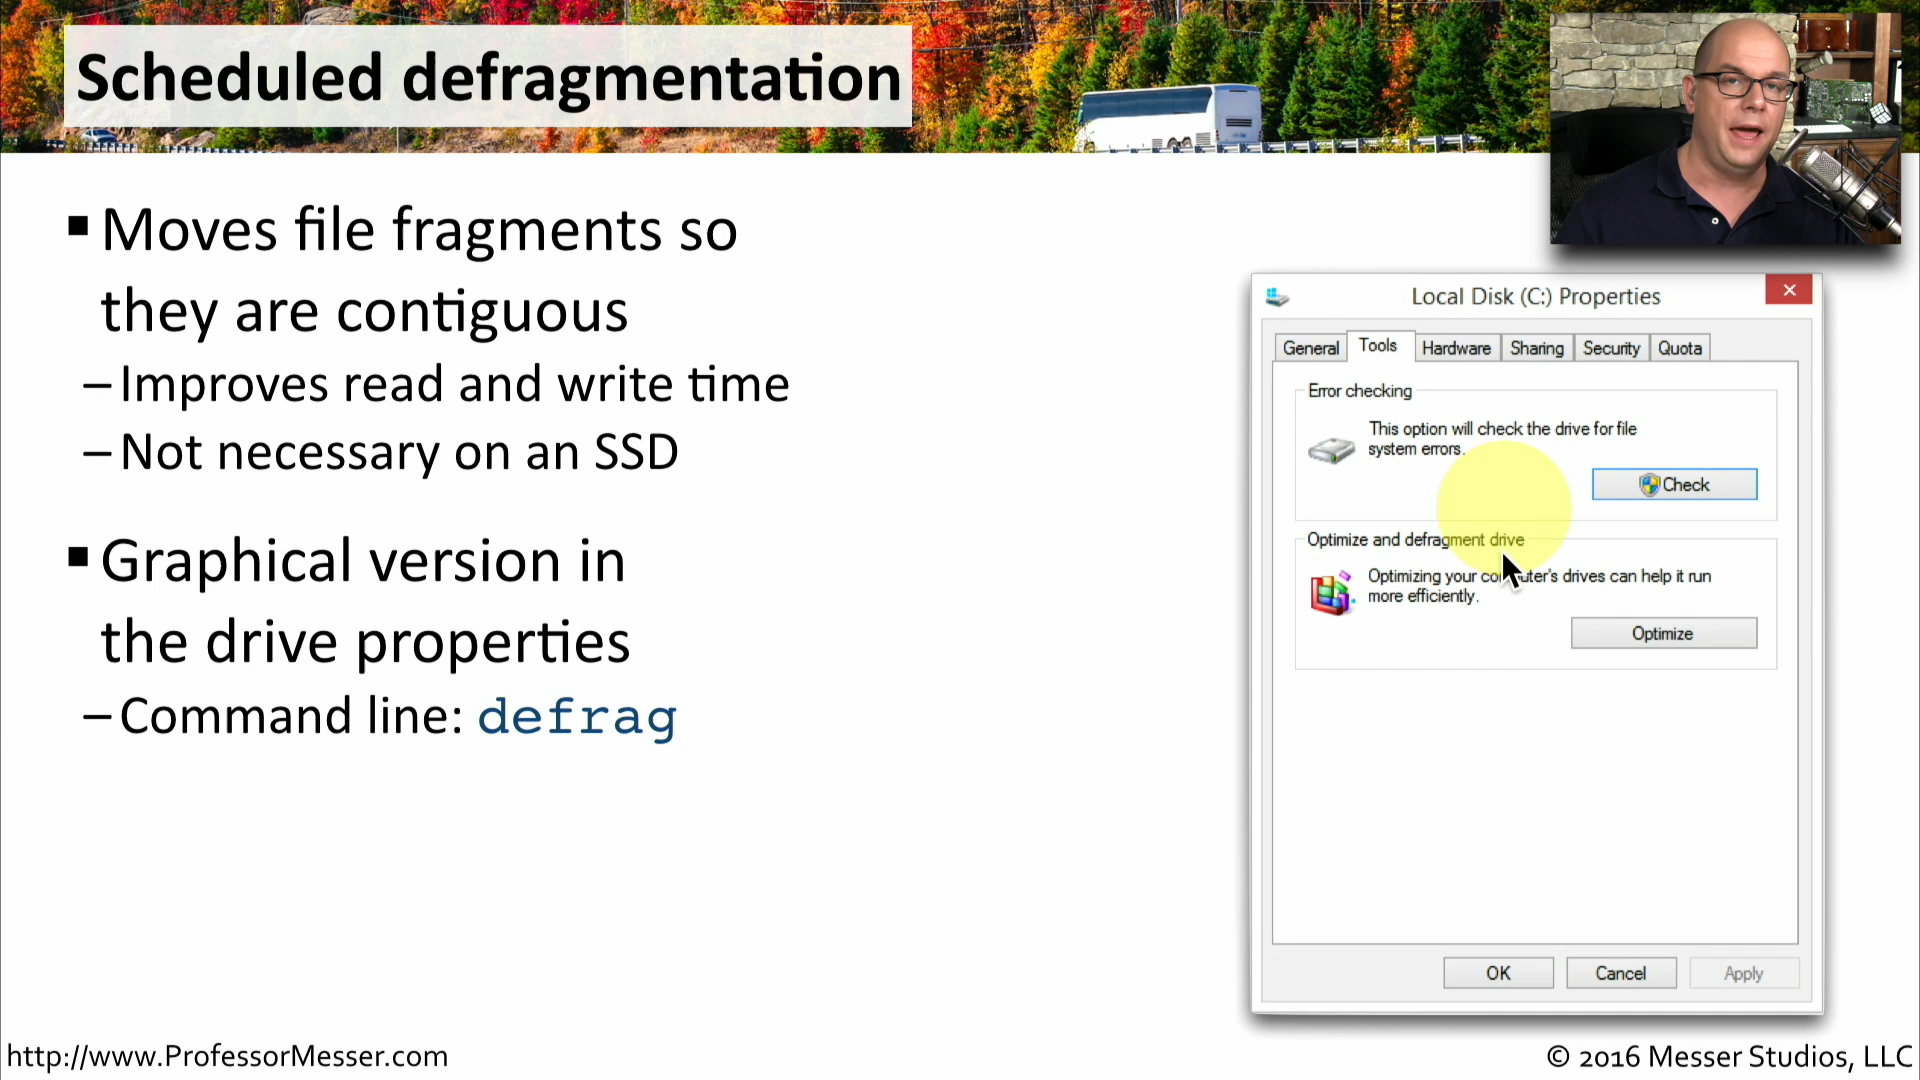 Scheduled defragmentation
▪ Moves file fragments so
they are contiguous
– Improves read and write time
– Not necessary on an SSD
▪ Graphical version in
the drive properties
– Command line: defrag
Local Disk (C:) Properties
General Tools Hardware Sharing Security Quota
Error checking
This option will check the drive for file
system errors.
Check
Optimize and defragment drive
Optimizing your computer's drives can help it run
more efficiently.
Optimize
OK Cancel Apply
http://www.ProfessorMesser.com
© 2016 Messer Studios, LLC